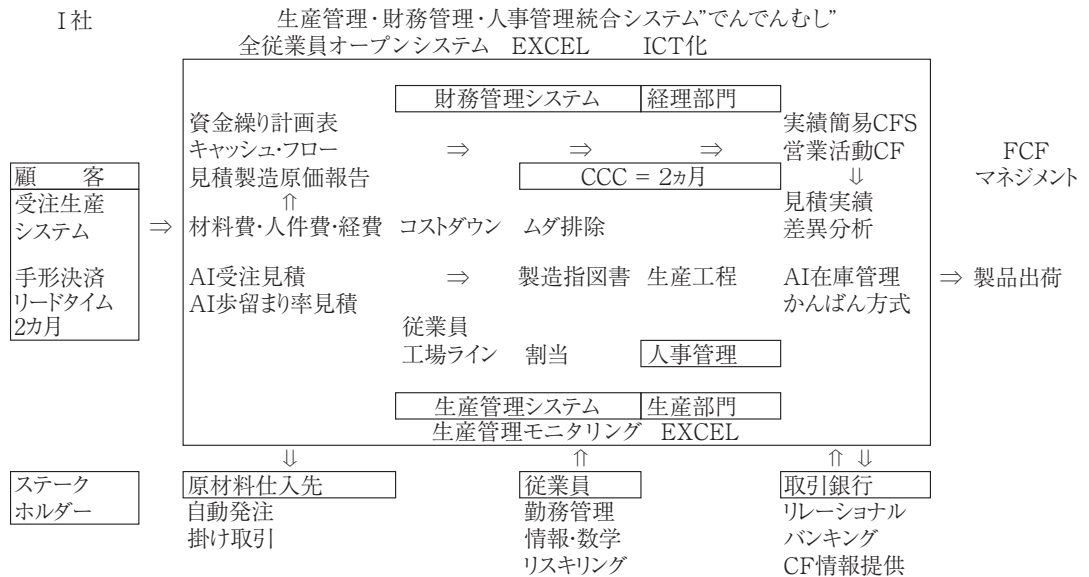 I社 生産管理・財務管理・人事管理統合システム”でんでんむし”
全従業員オープンシステム EXCEL ICT化
財務管理システム 経理部門
資金繰り計画表 実績簡易CFS
キャッシュ・フロー ⇒ ⇒ ⇒ 営業活動CF FCF
顧 客 見積製造原価報告 CCC = 2ヵ月 ⇓ マネジメント
受注生産 ⇑ 見積実績
システム ⇒ 材料費・人件費・経費 コストダウン ムダ排除 差異分析
手形決済 AI受注見積 ⇒ 製造指図書 生産工程 AI在庫管理 ⇒ 製品出荷
リードタイム AI歩留まり率見積 かんばん方式
2カ月 従業員
工場ライン 割当 人事管理
生産管理システム 生産部門
生産管理モニタリング EXCEL
⇓ ⇑ ⇑ ⇓
ステーク 原材料仕入先 従業員 取引銀行
ホルダー 自動発注 勤務管理 リレーショナル
掛け取引 情報・数学 バンキング
リスキリング CF情報提供